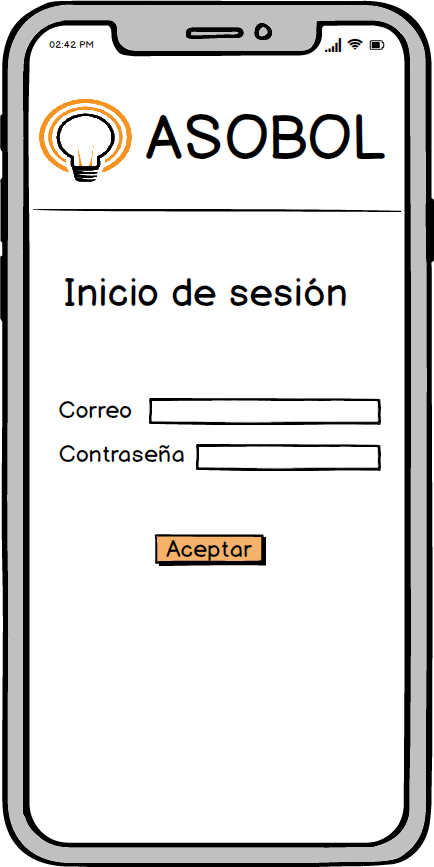 02:42 PM
ASOBOL
Inicio de sesión
Correo
Contraseña
Aceptar